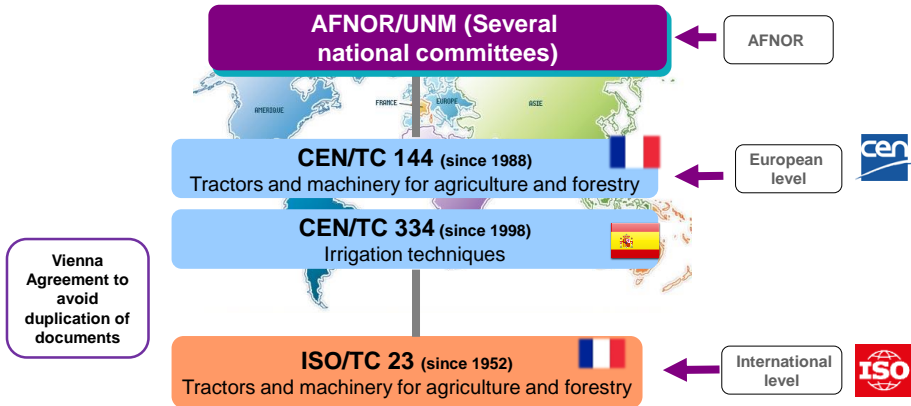 AFNOR/UNM (Several
national committees)
AFNOR
AMERIQUE
FRANCE
EUROPE
ASIE
CEN/TC 144 (since 1988)
Tractors and machinery for agriculture and forestry
European
level
cen
CEN/TC 334 (since 1998)
Irrigation techniques
Vienna
Agreement to
avoid
duplication of
documents
ISO/TC 23 (since 1952)
Tractors and machinery for agriculture and forestry
International
level
ISO